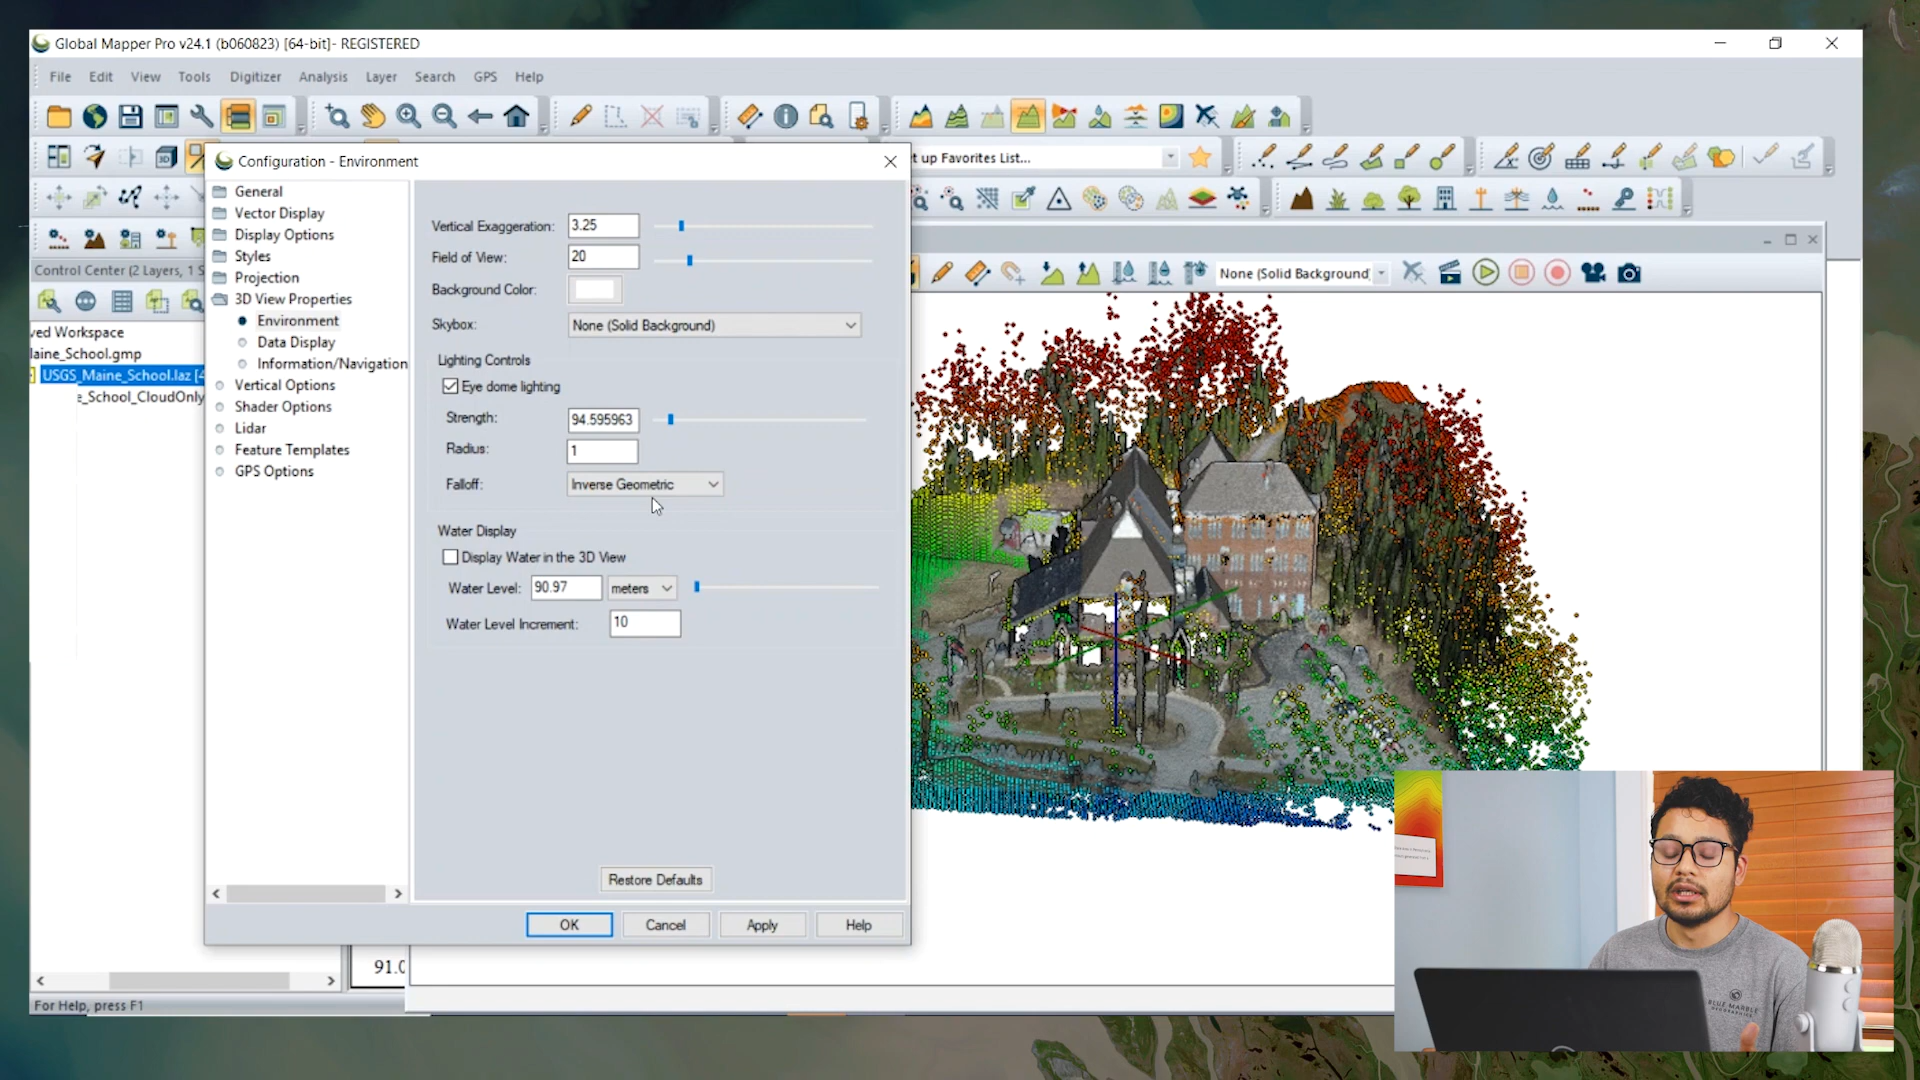 Global Mapper Pro v24.1 (b060823) [64-bit]- REGISTERED
File Edit View Tools Digitizer Analysis Layer Search GPS Help
t up Favorites List...
Configuration - Environment
General
Vector Display
Display Options
Styles
Projection
3D View Properties
Environment
Data Display
Information/Navigation
Vertical Options
Shader Options
Lidar
Feature Templates
GPS Options
Vertical Exaggeration: 3.25
Field of View: 20
Background Color:
Skybox: None (Solid Background)
Lighting Controls
Eye dome lighting
Strength: 94.595963
Radius: 1
Falloff: Inverse Geometric
Water Display
Display Water in the 3D View
Water Level: 90.97 meters
Water Level Increment: 10
Restore Defaults
OK Cancel Apply Help
Control Center (2 Layers, 1 S
ved Workspace
laine_School.gmp
USGS_Maine_School.laz [4
e_School_CloudOnly
None (Solid Background)
3D
91.0
For Help, press F1
BLUE MARBLE
GEOGRAPHICS